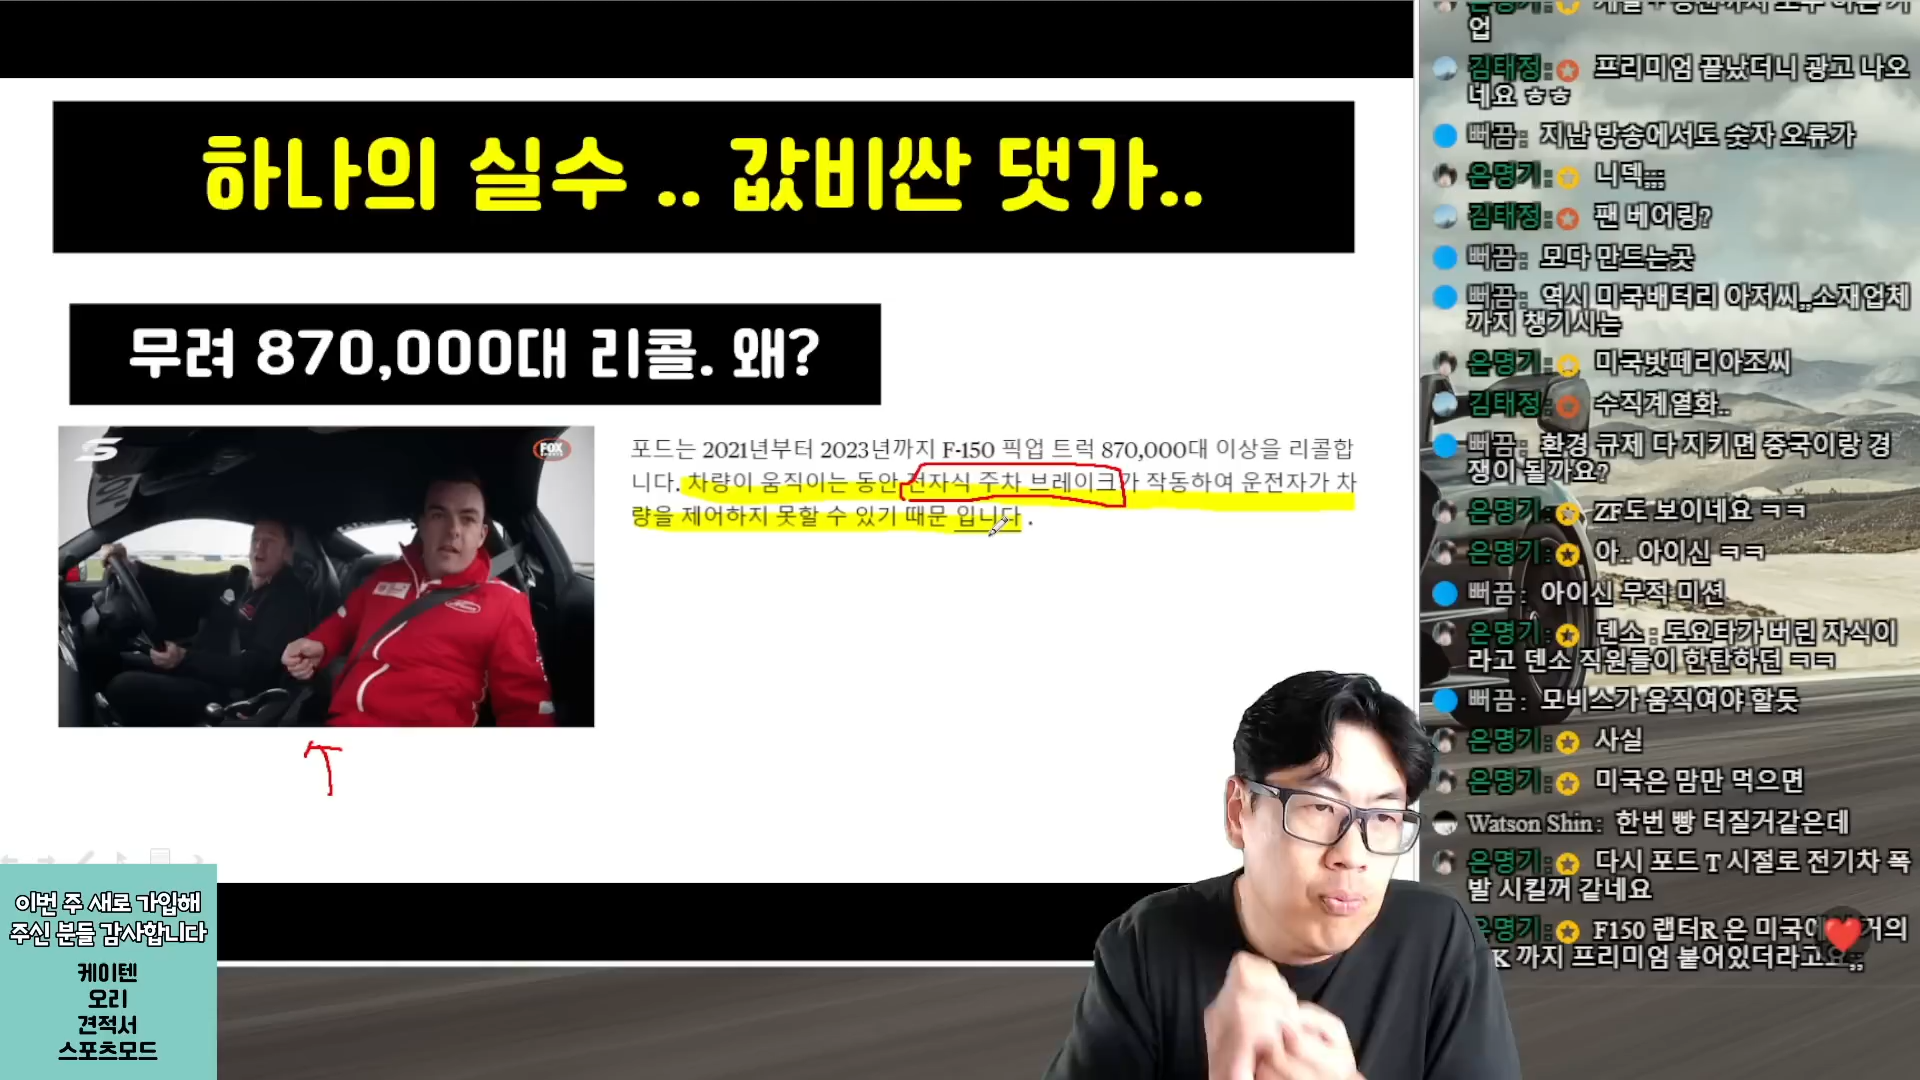 하나의 실수 .. 값비싼 댓가..
무려 870,000대 리콜. 왜?
S
FOX
포드는 2021년부터 2023년까지 F-150 픽업 트럭 870,000대 이상을 리콜합
니다. 차량이 움직이는 동안 전자식 주차 브레이크가 작동하여 운전자가 차
량을 제어하지 못할 수 있기 때문 입니다 .
이번 주 새로 가입해
주신 분들 감사합니다
케이텐
오리
견적서
스포츠모드
업
김태정: 프리미엄 끝났더니 광고 나오
네요 ㅎㅎ
뻐끔: 지난 방송에서도 숫자 오류가
은명기: 니덱;;;
김태정: 팬 베어링?
뻐끔: 모다 만드는곳
뻐끔: 역시 미국배터리 아저씨,,소재업체
까지 챙기시는
은명기: 미국밧떼리아조씨
김태정: 수직계열화..
뻐끔: 환경 규제 다 지키면 중국이랑 경
쟁이 될까요?
은명기: ZF도 보이네요 ㅋㅋ
은명기: 아.. 아이신 ㅋㅋ
뻐끔: 아이신 무적 미션
은명기: 덴소 : 토요타가 버린 자식이
라고 덴소 직원들이 한탄하던 ㅋㅋ
뻐끔: 모비스가 움직여야 할듯
은명기: 사실
은명기: 미국은 맘만 먹으면
Watson Shin: 한번 빵 터질거같은데
은명기: 다시 포드 T 시절로 전기차 폭
발 시킬꺼 같네요
은명기: F150 랩터R 은 미국에 거의
K 까지 프리미엄 붙어있더라고요;;